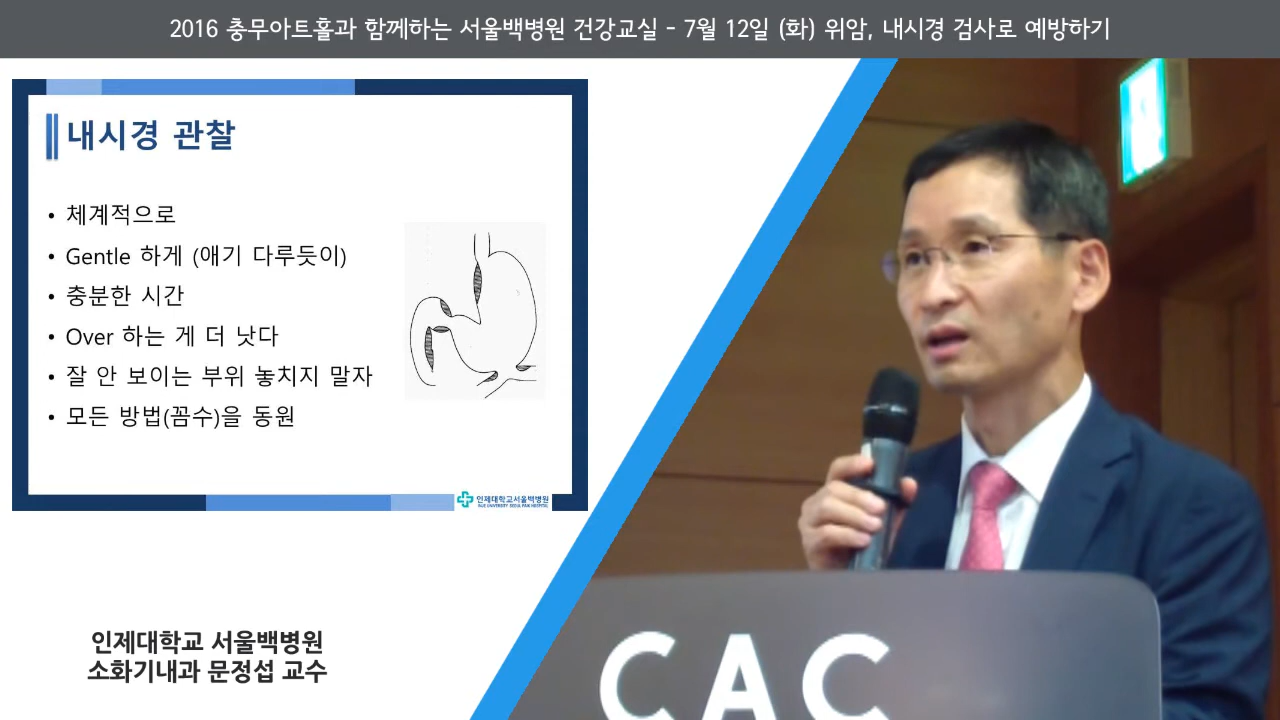 2016 충무아트홀과 함께하는 서울백병원 건강교실 - 7월 12일 (화) 위암, 내시경 검사로 예방하기
내시경 관찰
• 체계적으로
• Gentle 하게 (애기 다루듯이)
• 충분한 시간
• Over 하는 게 더 낫다
• 잘 안 보이는 부위 놓치지 말자
• 모든 방법(꼼수)을 동원
인제대학교서울백병원
INJE UNIVERSITY SEOUL PAIK HOSPITAL
인제대학교 서울백병원
소화기내과 문정섭 교수
CAC